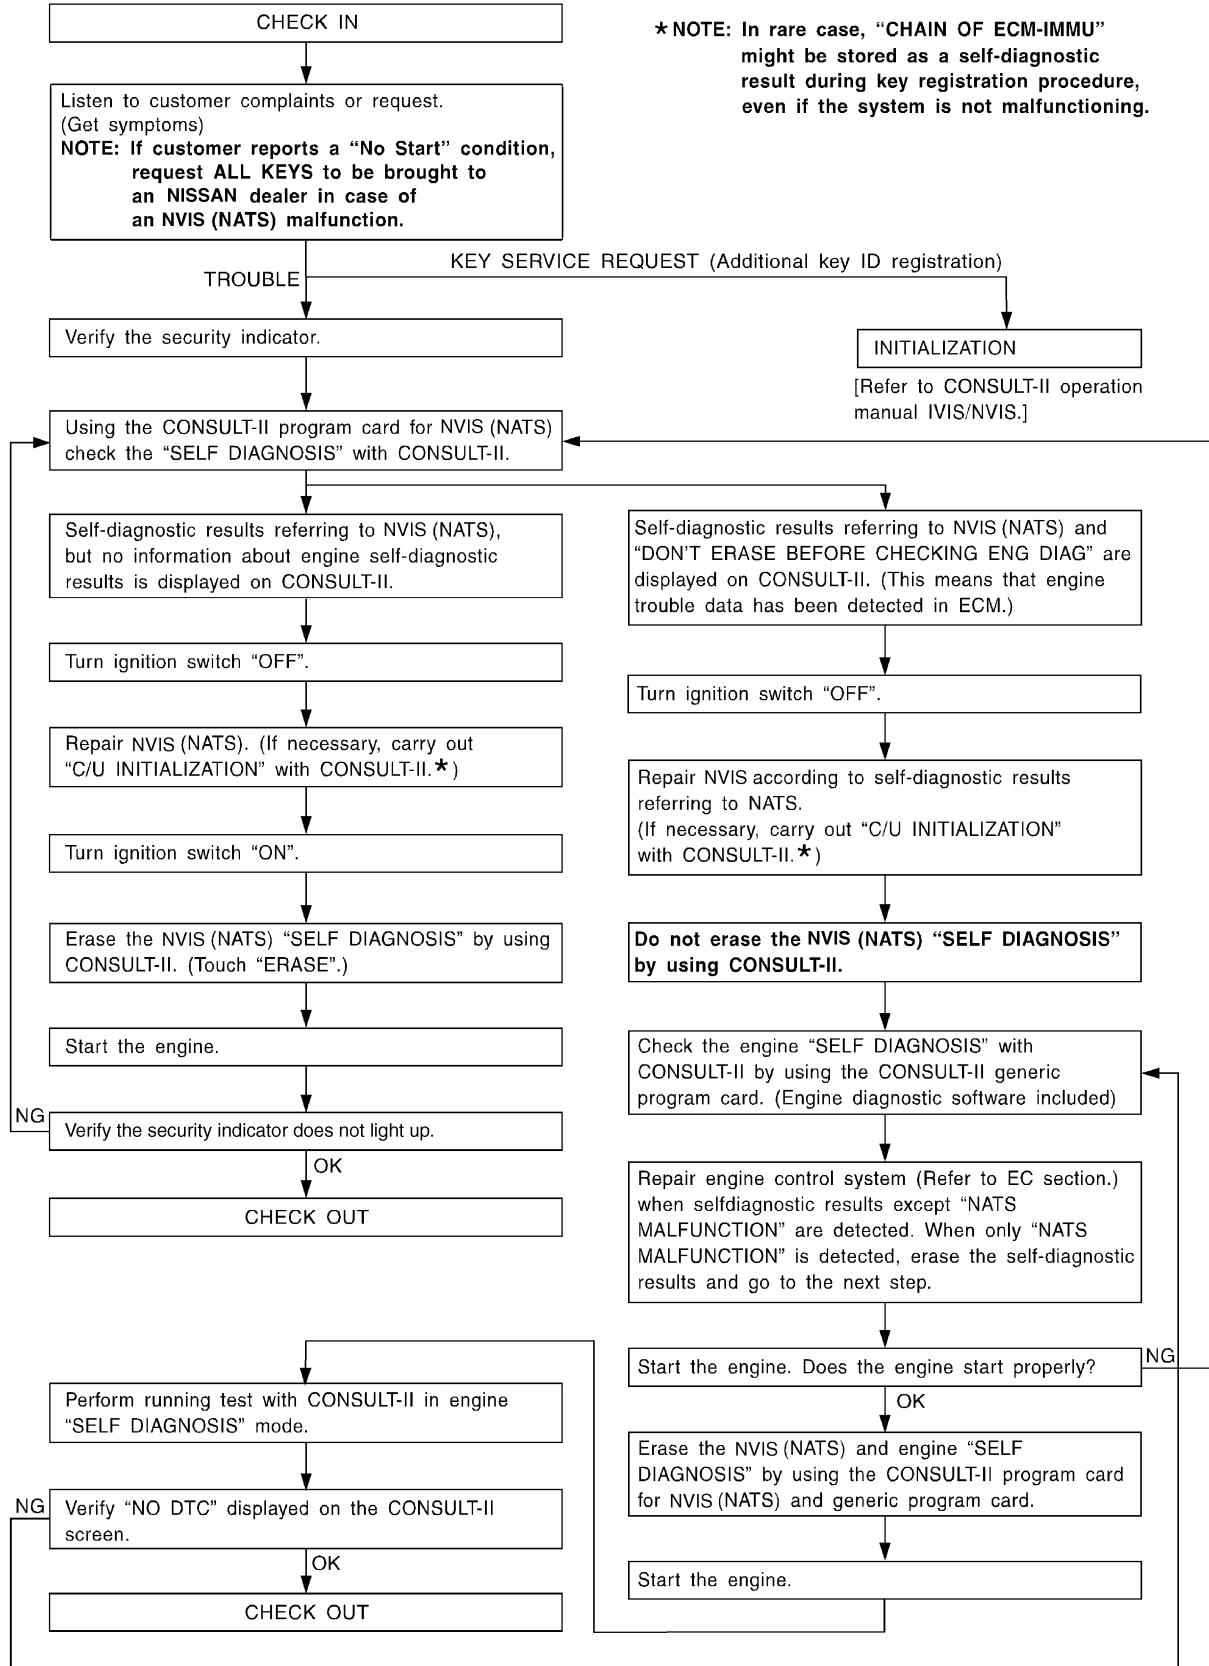 CHECK IN
* NOTE: In rare case, “CHAIN OF ECM-IMMU”
might be stored as a self-diagnostic
result during key registration procedure,
even if the system is not malfunctioning.
Listen to customer complaints or request.
(Get symptoms)
NOTE: If customer reports a “No Start” condition,
request ALL KEYS to be brought to
an NISSAN dealer in case of
an NVIS (NATS) malfunction.
TROUBLE
KEY SERVICE REQUEST (Additional key ID registration)
Verify the security indicator.
INITIALIZATION
[Refer to CONSULT-II operation
manual IVIS/NVIS.]
Using the CONSULT-II program card for NVIS (NATS)
check the “SELF DIAGNOSIS” with CONSULT-II.
Self-diagnostic results referring to NVIS (NATS),
but no information about engine self-diagnostic
results is displayed on CONSULT-II.
Turn ignition switch “OFF”.
Repair NVIS (NATS). (If necessary, carry out
“C/U INITIALIZATION” with CONSULT-II.*)
Turn ignition switch “ON”.
Erase the NVIS (NATS) “SELF DIAGNOSIS” by using
CONSULT-II. (Touch “ERASE”.)
Start the engine.
NG
Verify the security indicator does not light up.
OK
CHECK OUT
Self-diagnostic results referring to NVIS (NATS) and
“DON’T ERASE BEFORE CHECKING ENG DIAG” are
displayed on CONSULT-II. (This means that engine
trouble data has been detected in ECM.)
Turn ignition switch “OFF”.
Repair NVIS according to self-diagnostic results
referring to NATS.
(If necessary, carry out “C/U INITIALIZATION”
with CONSULT-II.*)
Do not erase the NVIS (NATS) “SELF DIAGNOSIS”
by using CONSULT-II.
Check the engine “SELF DIAGNOSIS” with
CONSULT-II by using the CONSULT-II generic
program card. (Engine diagnostic software included)
Repair engine control system (Refer to EC section.)
when selfdiagnostic results except “NATS
MALFUNCTION” are detected. When only “NATS
MALFUNCTION” is detected, erase the self-diagnostic
results and go to the next step.
Start the engine. Does the engine start properly?
NG
OK
Erase the NVIS (NATS) and engine “SELF
DIAGNOSIS” by using the CONSULT-II program card
for NVIS (NATS) and generic program card.
Start the engine.
Perform running test with CONSULT-II in engine
“SELF DIAGNOSIS” mode.
NG
Verify “NO DTC” displayed on the CONSULT-II
screen.
OK
CHECK OUT